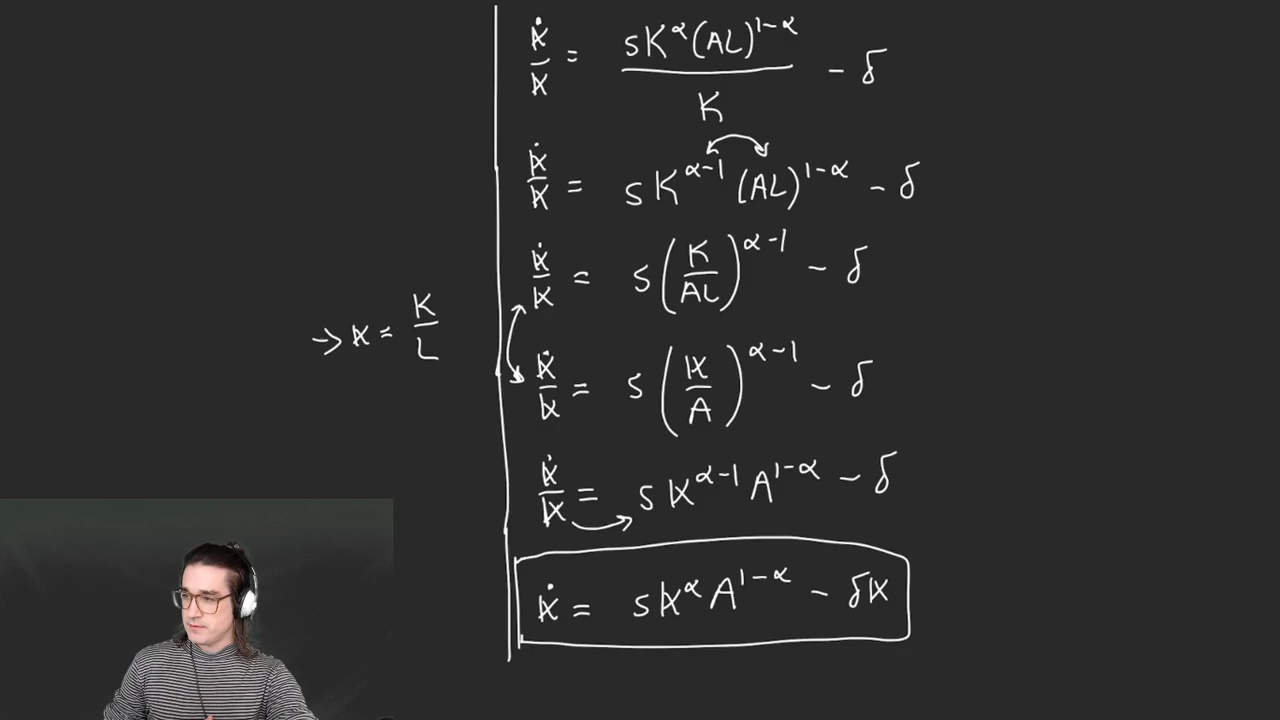 k̇/k = sK^α(AL)^{1-α}/K - δ
k̇/k = sK^{α-1}(AL)^{1-α} - δ
k̇/k = s(K/AL)^{α-1} - δ
→ k = K/L
k̇/k = s(k/A)^{α-1} - δ
k̇/k = sk^{α-1}A^{1-α} - δ
k̇ = sk^αA^{1-α} - δk